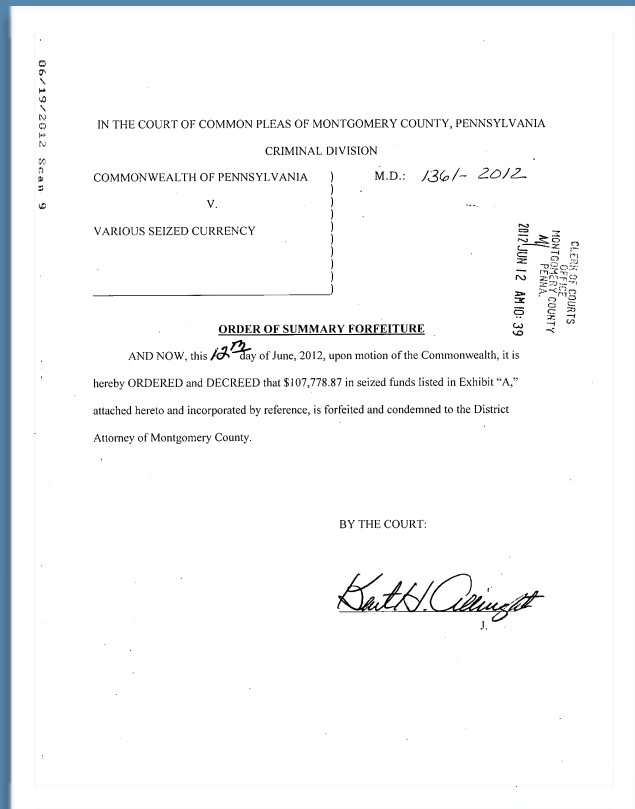 06/19/2012 Scan 9
IN THE COURT OF COMMON PLEAS OF MONTGOMERY COUNTY, PENNSYLVANIA
CRIMINAL DIVISION
COMMONWEALTH OF PENNSYLVANIA ) M.D.: 1361-2012
V. )
VARIOUS SEIZED CURRENCY )
CLERK OF COURTS
OFFICE
MONTGOMERY COUNTY
PENNA.
2012 JUN 12 AM 10:39
ORDER OF SUMMARY FORFEITURE
AND NOW, this 12th day of June, 2012, upon motion of the Commonwealth, it is
hereby ORDERED and DECREED that $107,778.87 in seized funds listed in Exhibit “A,”
attached hereto and incorporated by reference, is forfeited and condemned to the District
Attorney of Montgomery County.
BY THE COURT:
J.